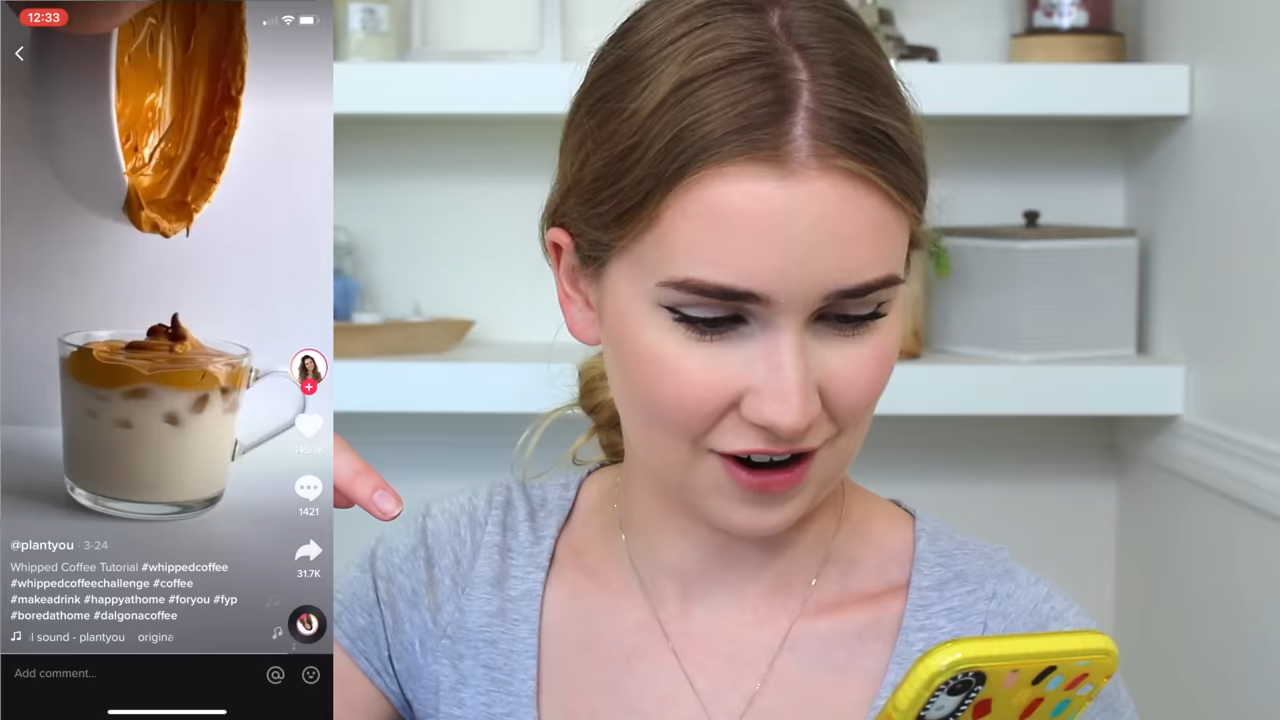 12:33
1421
31.7K
@plantyou · 3-24
Whipped Coffee Tutorial #whippedcoffee
#whippedcoffeechallenge #coffee
#makeadrink #happyathome #foryou #fyp
#boredathome #dalgonacoffee
l sound - plantyou origina
Add comment...